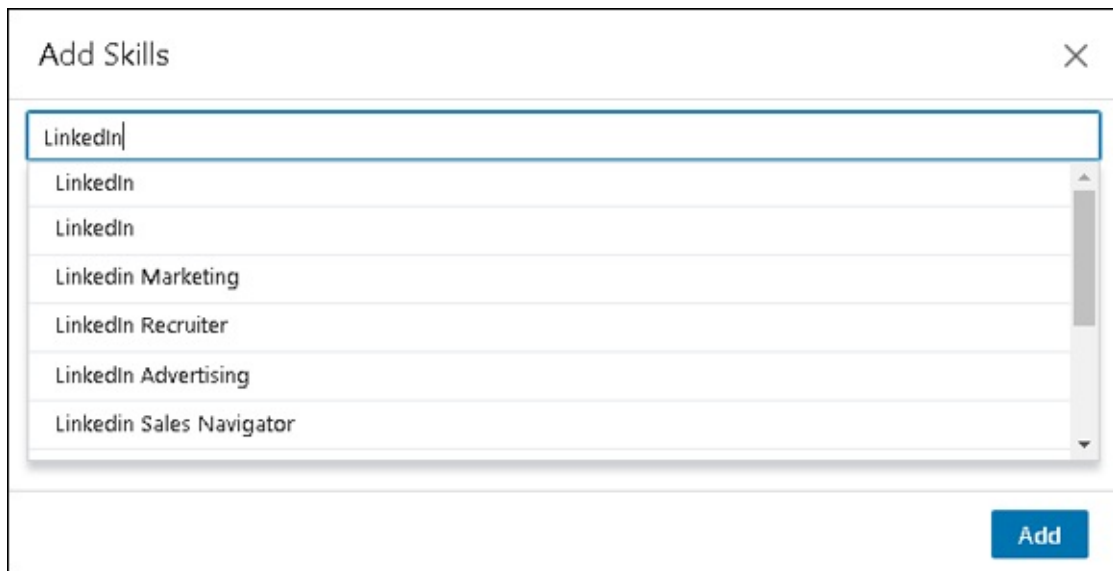 Add Skills
LinkedIn
LinkedIn
LinkedIn
Linkedin Marketing
LinkedIn Recruiter
LinkedIn Advertising
Linkedin Sales Navigator
Add